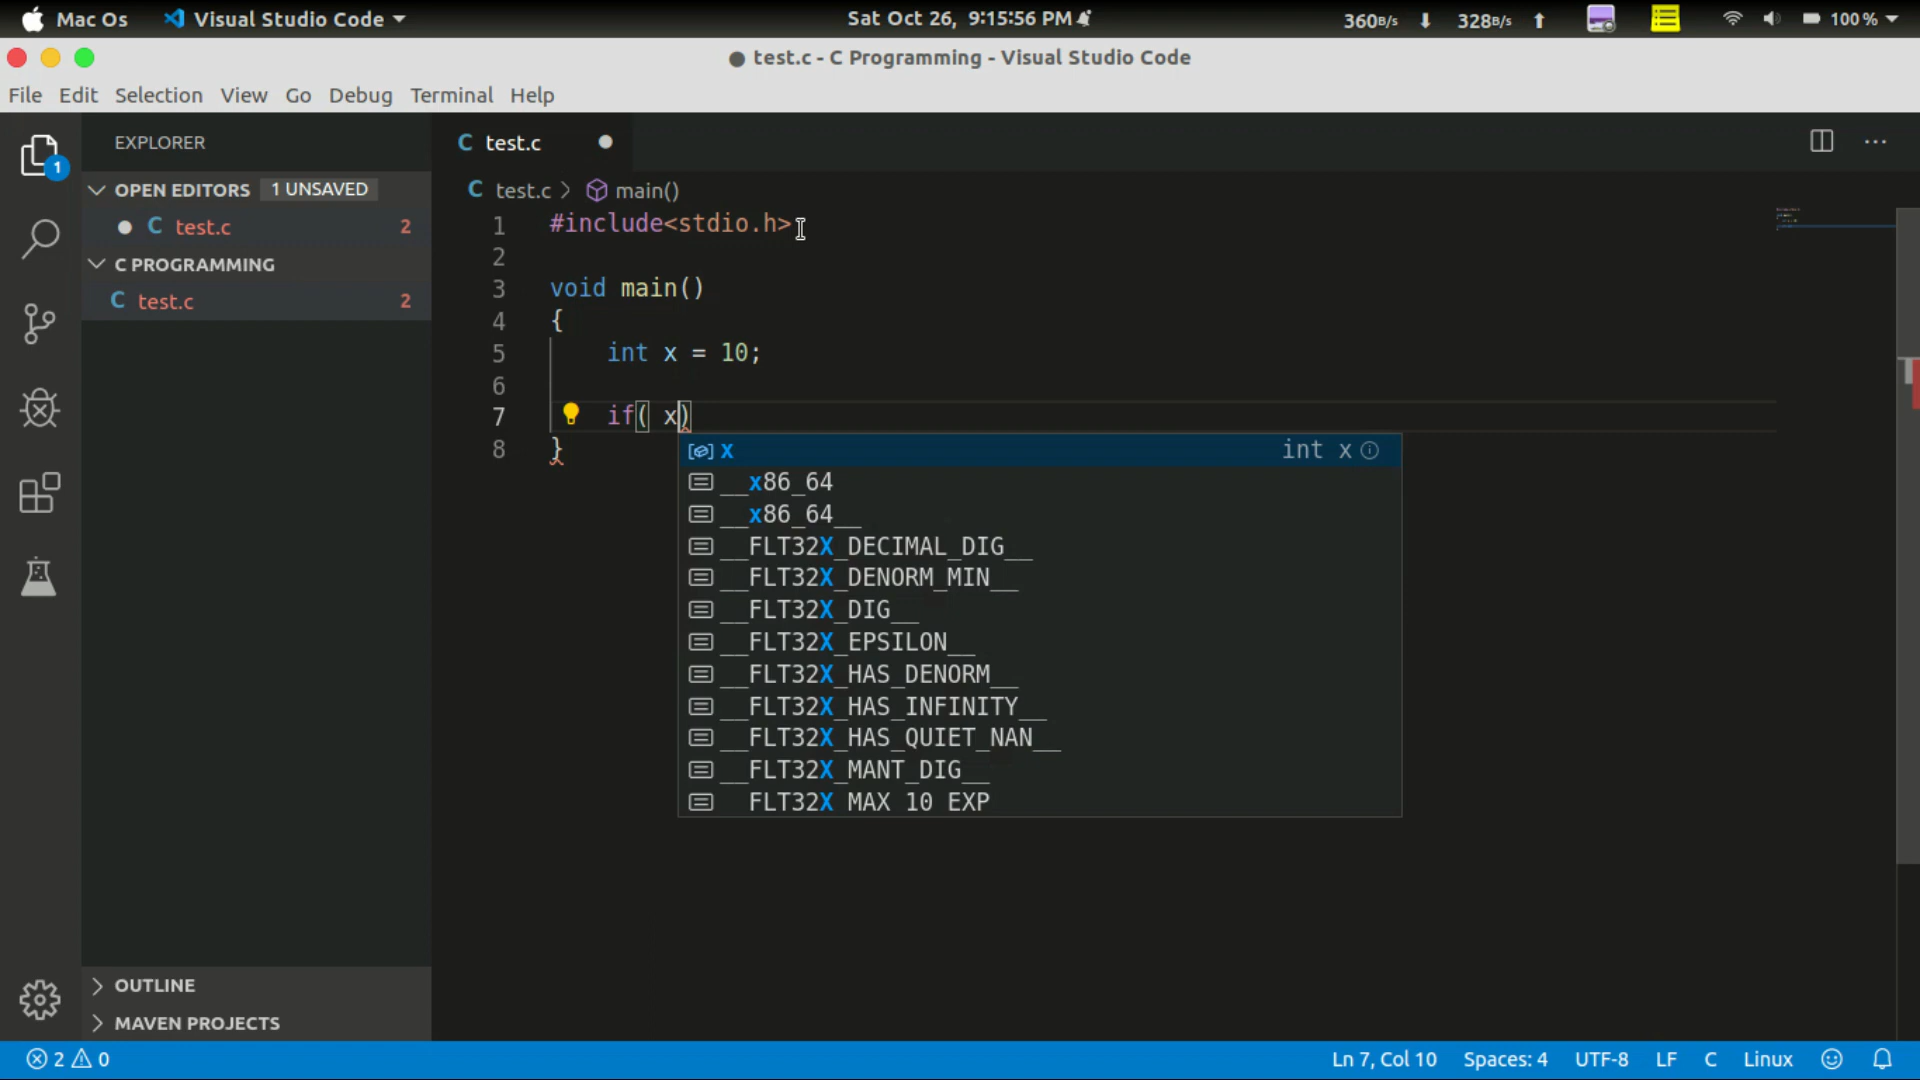 Mac Os Visual Studio Code Sat Oct 26, 9:15:56 PM 360B/s 328B/s 100 %
● test.c - C Programming - Visual Studio Code
File Edit Selection View Go Debug Terminal Help
EXPLORER
1
OPEN EDITORS 1 UNSAVED
C test.c 2
C PROGRAMMING
C test.c 2
OUTLINE
MAVEN PROJECTS
C test.c
C test.c > main()
1 #include<stdio.h>
2
3 void main()
4 {
5 int x = 10;
6
7 if( x)
8 }
x int x
__x86_64
__x86_64__
__FLT32X_DECIMAL_DIG__
__FLT32X_DENORM_MIN__
__FLT32X_DIG__
__FLT32X_EPSILON__
__FLT32X_HAS_DENORM__
__FLT32X_HAS_INFINITY__
__FLT32X_HAS_QUIET_NAN__
__FLT32X_MANT_DIG__
FLT32X MAX 10 EXP
2 0 Ln 7, Col 10 Spaces: 4 UTF-8 LF C Linux